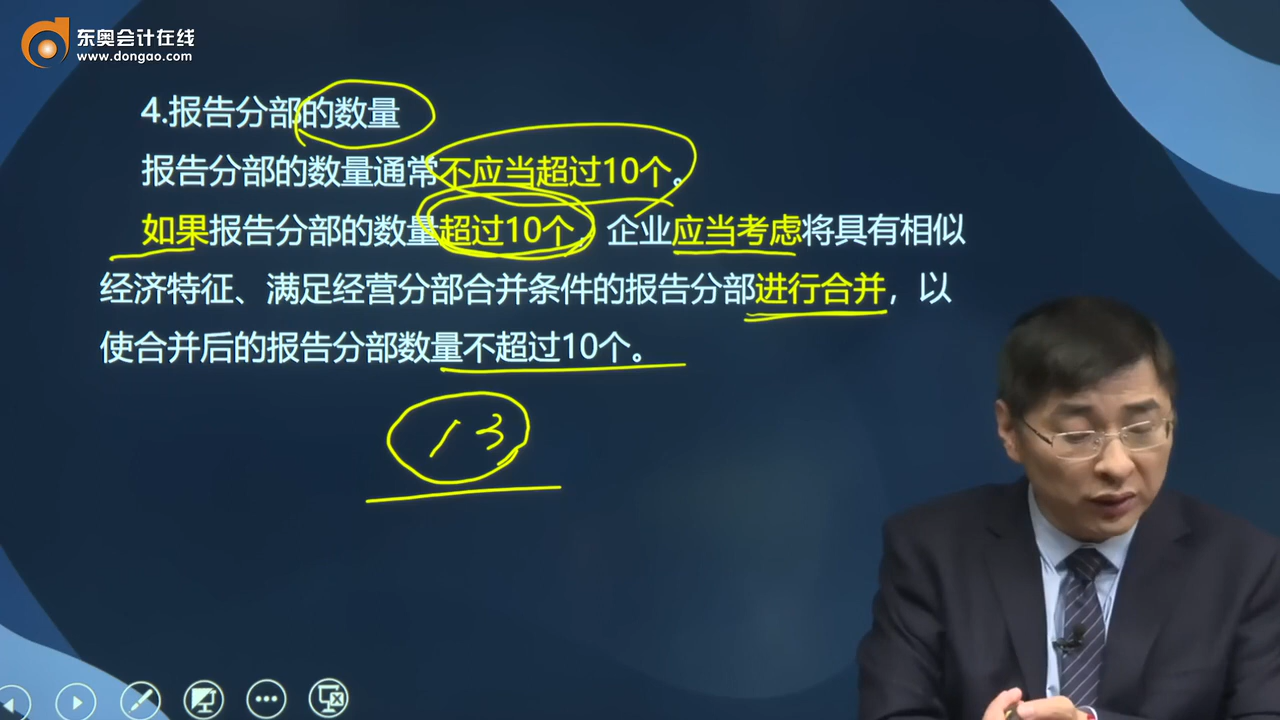 东奥会计在线
www.dongao.com
4.报告分部的数量
报告分部的数量通常不应当超过10个。
如果报告分部的数量超过10个，企业应当考虑将具有相似
经济特征、满足经营分部合并条件的报告分部进行合并，以
使合并后的报告分部数量不超过10个。
13